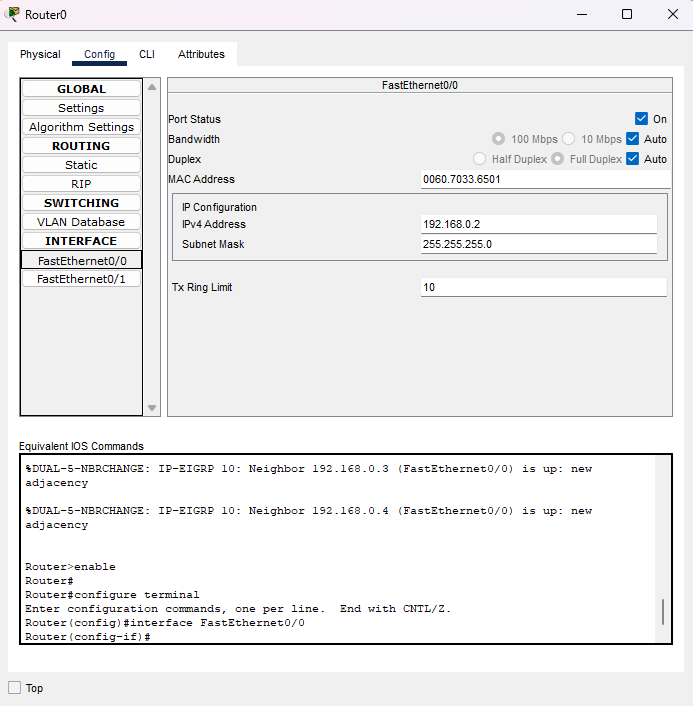 Router0
Physical Config CLI Attributes
GLOBAL
Settings
Algorithm Settings
ROUTING
Static
RIP
SWITCHING
VLAN Database
INTERFACE
FastEthernet0/0
FastEthernet0/1
FastEthernet0/0
Port Status On
Bandwidth 100 Mbps 10 Mbps Auto
Duplex Half Duplex Full Duplex Auto
MAC Address 0060.7033.6501
IP Configuration
IPv4 Address 192.168.0.2
Subnet Mask 255.255.255.0
Tx Ring Limit 10
Equivalent IOS Commands
%DUAL-5-NBRCHANGE: IP-EIGRP 10: Neighbor 192.168.0.3 (FastEthernet0/0) is up: new
adjacency
%DUAL-5-NBRCHANGE: IP-EIGRP 10: Neighbor 192.168.0.4 (FastEthernet0/0) is up: new
adjacency
Router>enable
Router#
Router#configure terminal
Enter configuration commands, one per line.  End with CNTL/Z.
Router(config)#interface FastEthernet0/0
Router(config-if)#
Top